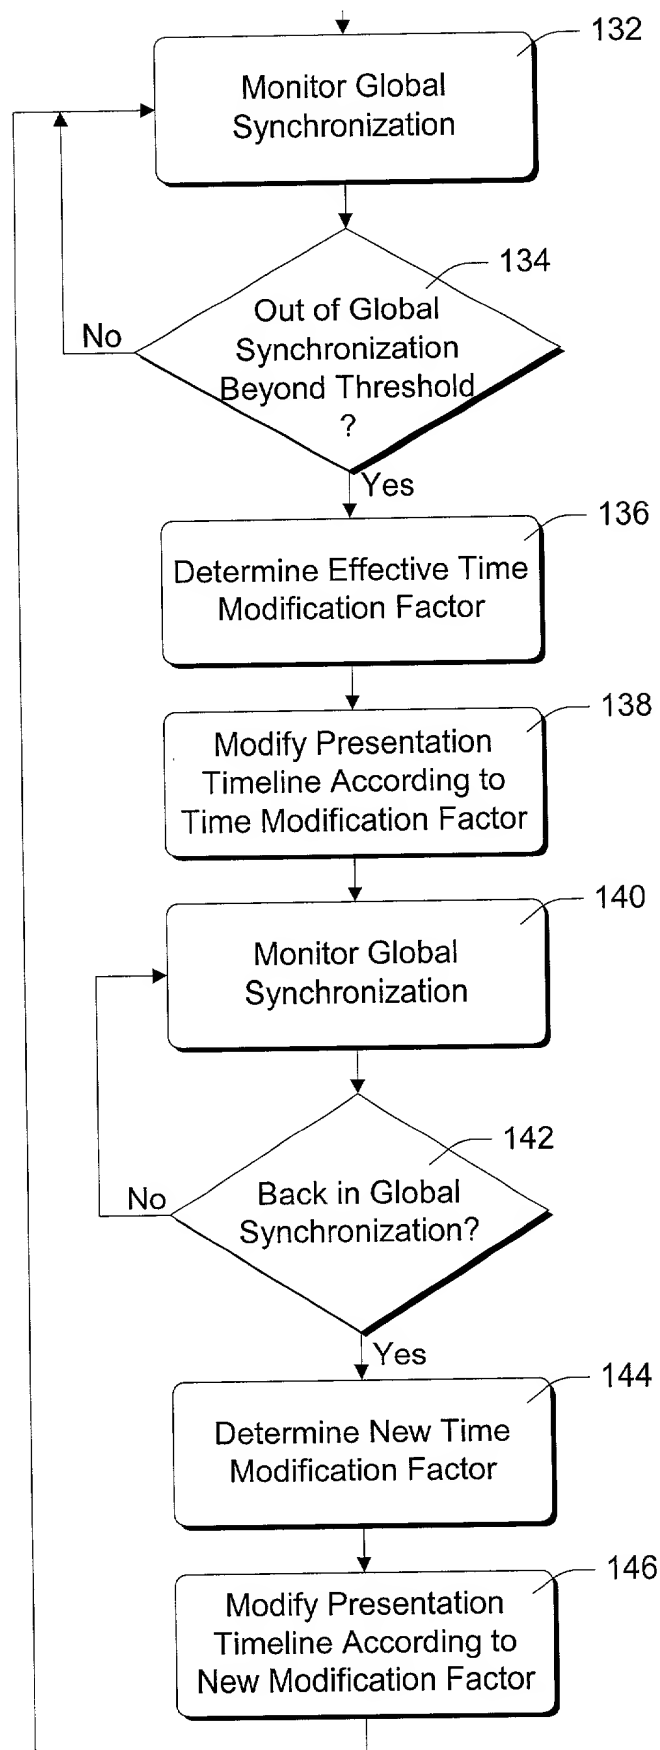 132
Monitor Global
Synchronization
134
Out of Global
Synchronization
Beyond Threshold
?
No
Yes
136
Determine Effective Time
Modification Factor
138
Modify Presentation
Timeline According to
Time Modification Factor
140
Monitor Global
Synchronization
142
Back in Global
Synchronization?
No
Yes
144
Determine New Time
Modification Factor
146
Modify Presentation
Timeline According to
New Modification Factor